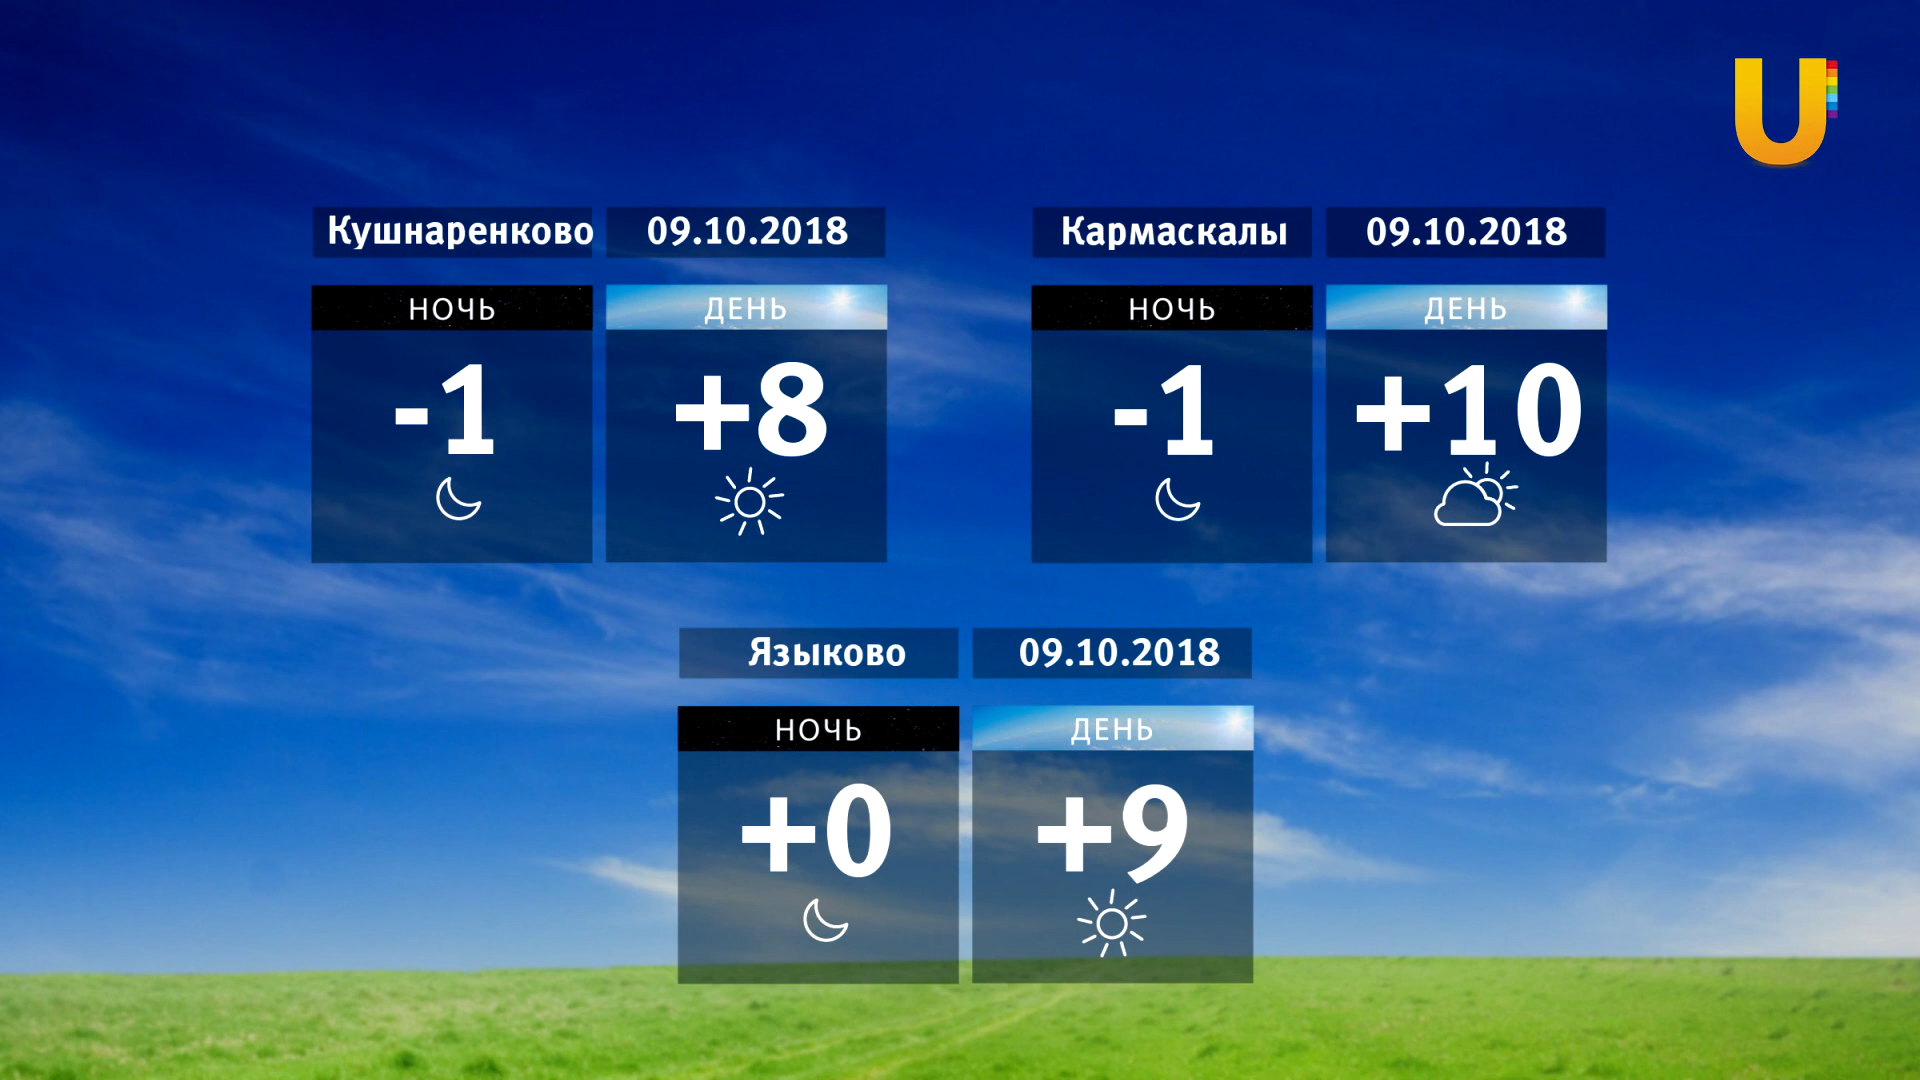 U
Кушнаренково 09.10.2018
НОЧЬ ДЕНЬ
-1 +8
Кармаскалы 09.10.2018
НОЧЬ ДЕНЬ
-1 +10
Языково 09.10.2018
НОЧЬ ДЕНЬ
+0 +9